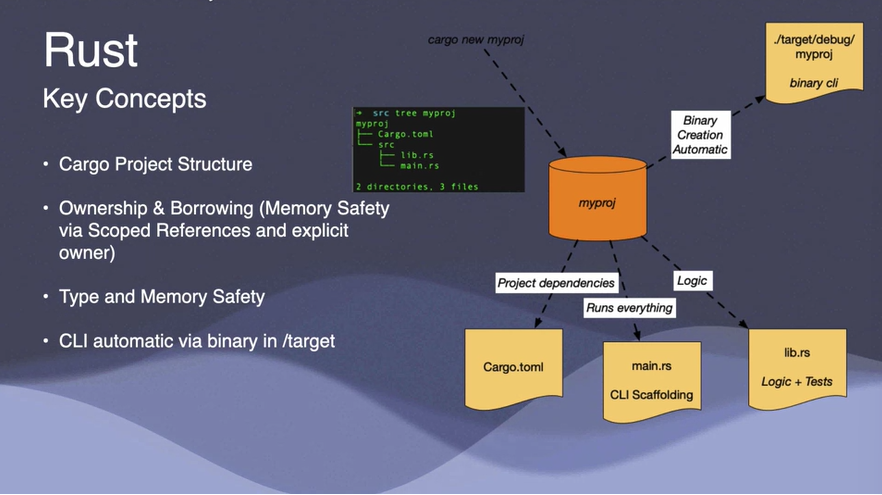 Rust
Key Concepts
• Cargo Project Structure
• Ownership & Borrowing (Memory Safety
via Scoped References and explicit
owner)
• Type and Memory Safety
• CLI automatic via binary in /target
cargo new myproj
➜ src tree myproj
myproj
├── Cargo.toml
└── src
    ├── lib.rs
    └── main.rs
2 directories, 3 files
myproj
Binary
Creation
Automatic
./target/debug/
myproj
binary cli
Project dependencies
Runs everything
Logic
Cargo.toml
main.rs
CLI Scaffolding
lib.rs
Logic + Tests